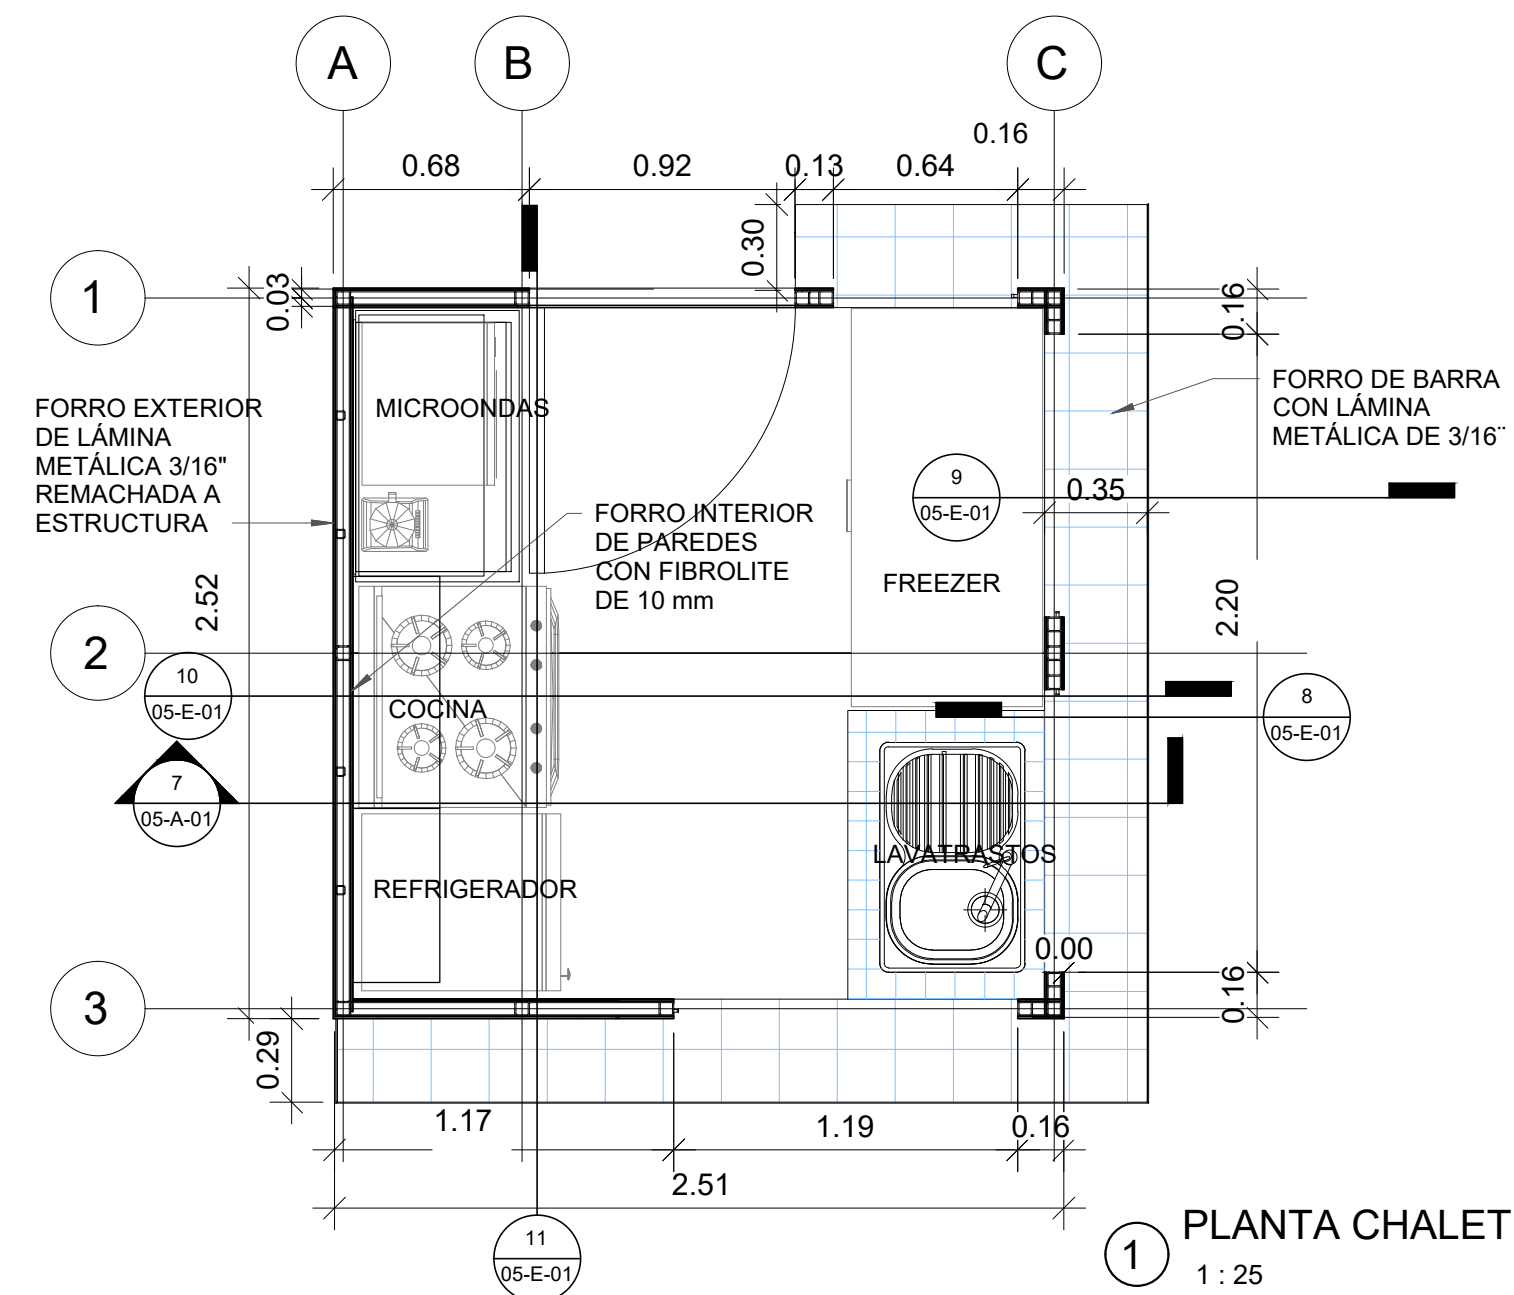 A
B
C
0.16
0.68
0.92
0.13
0.64
0.30
1
0.03
0.16
FORRO EXTERIOR
DE LÁMINA
METÁLICA 3/16"
REMACHADA A
ESTRUCTURA
MICROONDAS
FORRO DE BARRA
CON LÁMINA
METÁLICA DE 3/16¨
9
05-E-01
0.35
FORRO INTERIOR
DE PAREDES
CON FIBROLITE
DE 10 mm
FREEZER
2.52
2.20
2
10
05-E-01
COCINA
8
05-E-01
7
05-A-01
LAVATRASTOS
REFRIGERADOR
0.00
0.16
3
0.29
1.17
1.19
0.16
2.51
11
05-E-01
1
PLANTA CHALET
1 : 25